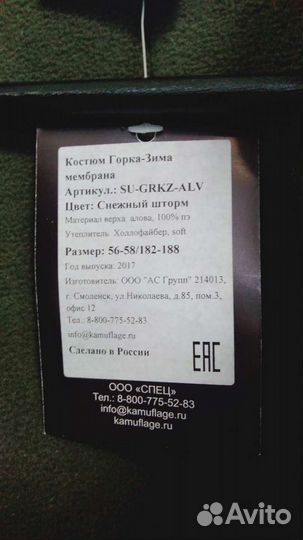 Костюм Горка-Зима
мембрана
Артикул.: SU-GRKZ-ALV
Цвет: Снежный шторм
Материал верха алова, 100% пэ
Утеплитель: Холлофайбер, soft
Размер: 56-58/182-188
Год выпуска: 2017
Изготовитель: ООО "АС Групп" 214013,
г. Смоленск, ул Николаева, д.85, пом.3,
офис 12
Тел.: 8-800-775-52-83
info@kamuflage.ru
Сделано в России
EAC
ООО «СПЕЦ»
Тел.: 8-800-775-52-83
info@kamuflage.ru
kamuflage.ru
Avito